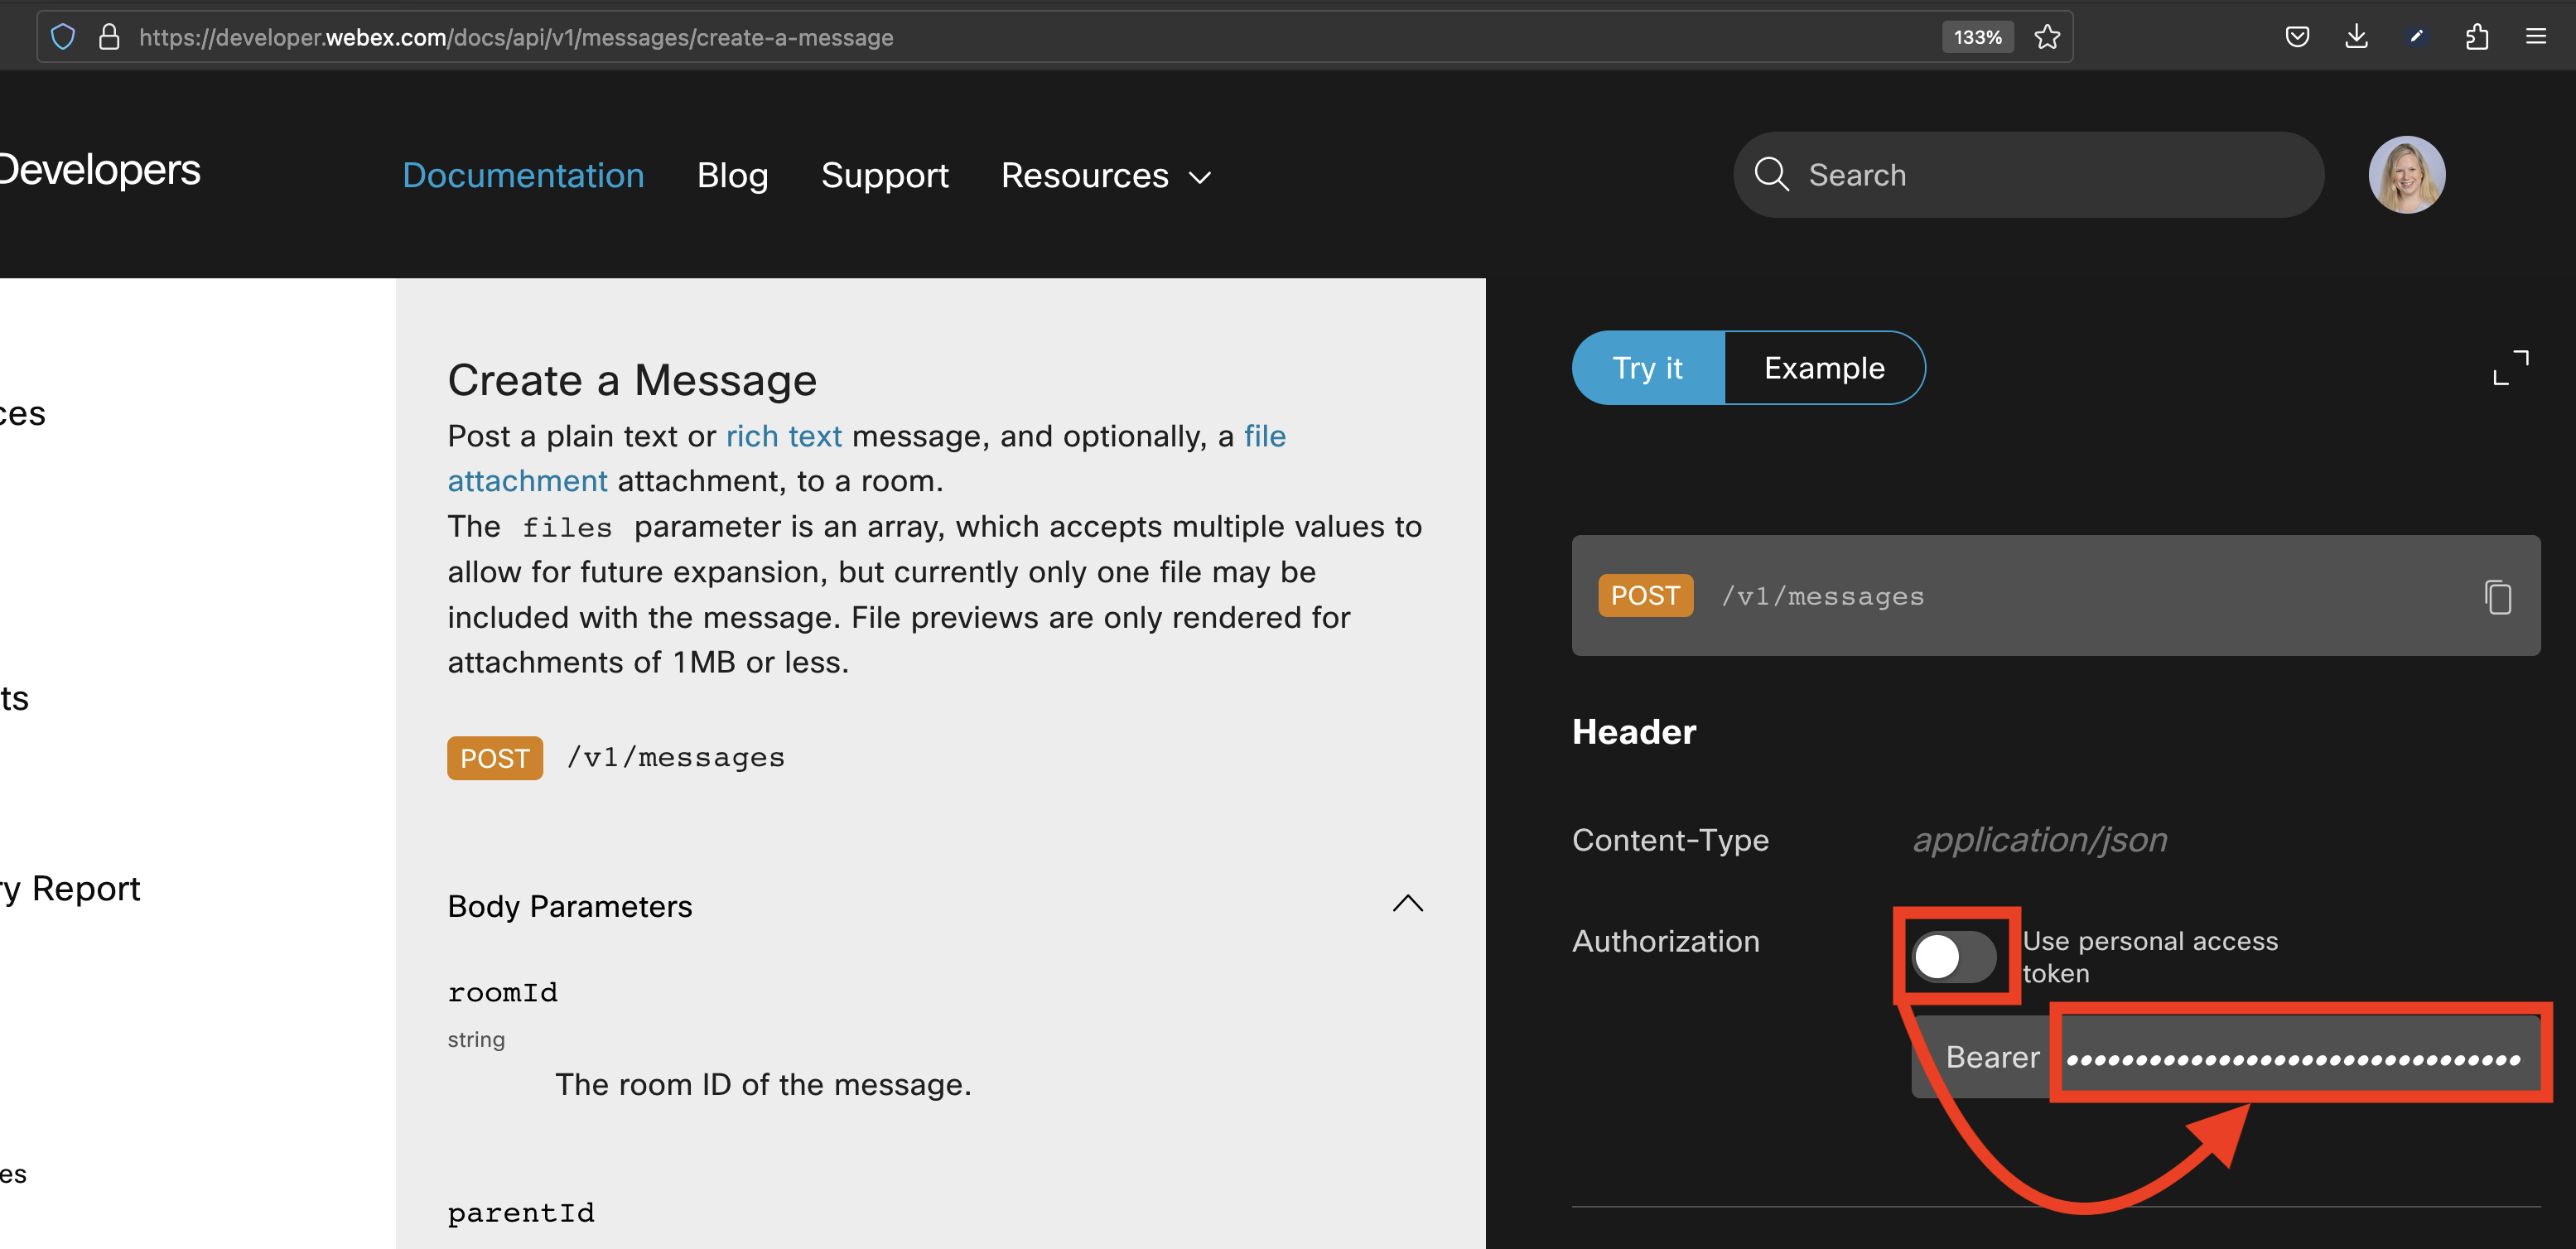 https://developer.webex.com/docs/api/v1/messages/create-a-message
133%
Developers
Documentation
Blog
Support
Resources
Search
ces
ts
ry Report
es
Create a Message
Post a plain text or rich text message, and optionally, a file
attachment attachment, to a room.
The files parameter is an array, which accepts multiple values to
allow for future expansion, but currently only one file may be
included with the message. File previews are only rendered for
attachments of 1MB or less.
POST /v1/messages
Body Parameters
roomId
string
The room ID of the message.
parentId
Try it
Example
POST /v1/messages
Header
Content-Type
application/json
Authorization
Use personal access
token
Bearer